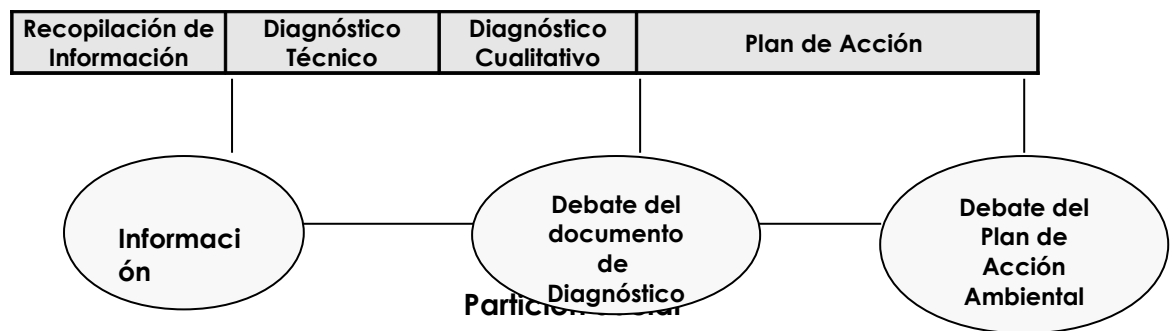 Recopilación de
Información
Diagnóstico
Técnico
Diagnóstico
Cualitativo
Plan de Acción
Informaci
ón
Debate del
documento
de
Diagnóstico
Debate del
Plan de
Acción
Ambiental